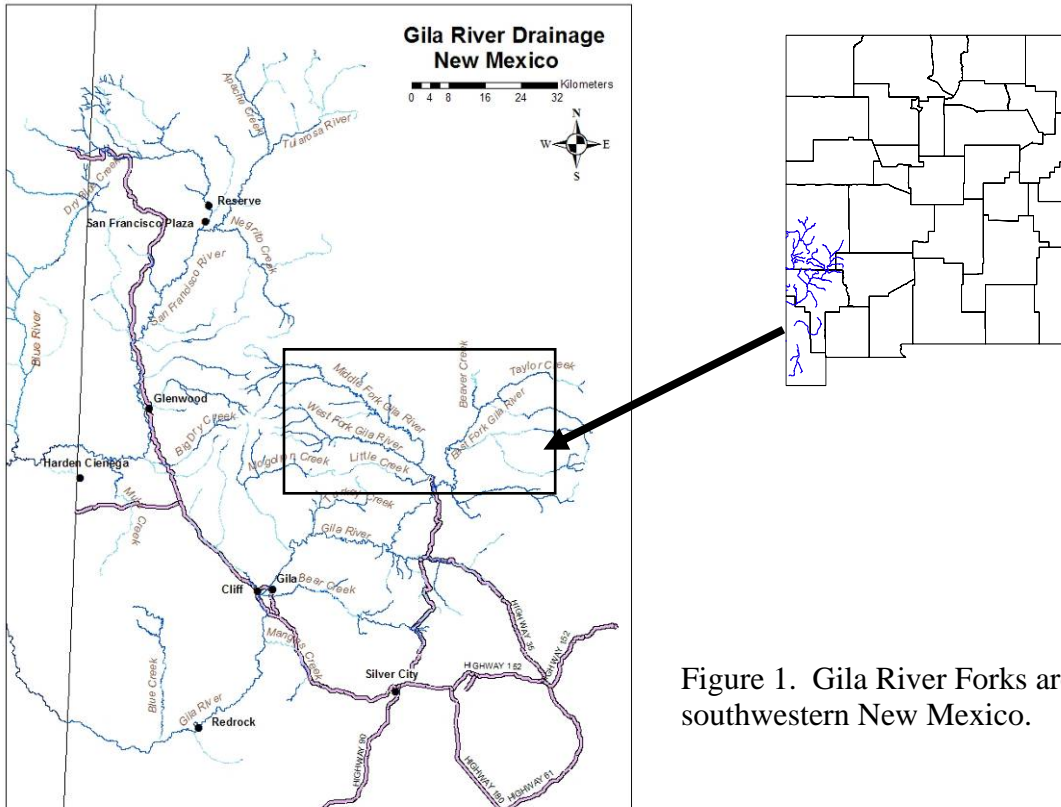 Gila River Drainage
New Mexico
Kilometers
0 4 8 16 24 32
N
W E
S
Apache Creek
Tularosa River
Dry Blue Creek
Reserve
San Francisco Plaza
Negrito Creek
San Francisco River
Blue River
Middle Fork Gila River
Beaver Creek
Taylor Creek
Glenwood
West Fork Gila River
East Fork Gila River
Big Dry Creek
Mogollon Creek
Little Creek
Harden Cienega
Mule Creek
Turkey Creek
Gila River
Gila
Cliff
Bear Creek
Mangas Creek
HIGHWAY 35
HIGHWAY 152
HIGHWAY 152
Silver City
Blue Creek
Gila River
Redrock
HIGHWAY 90
HIGHWAY 180
HIGHWAY 61
Figure 1. Gila River Forks ar
southwestern New Mexico.